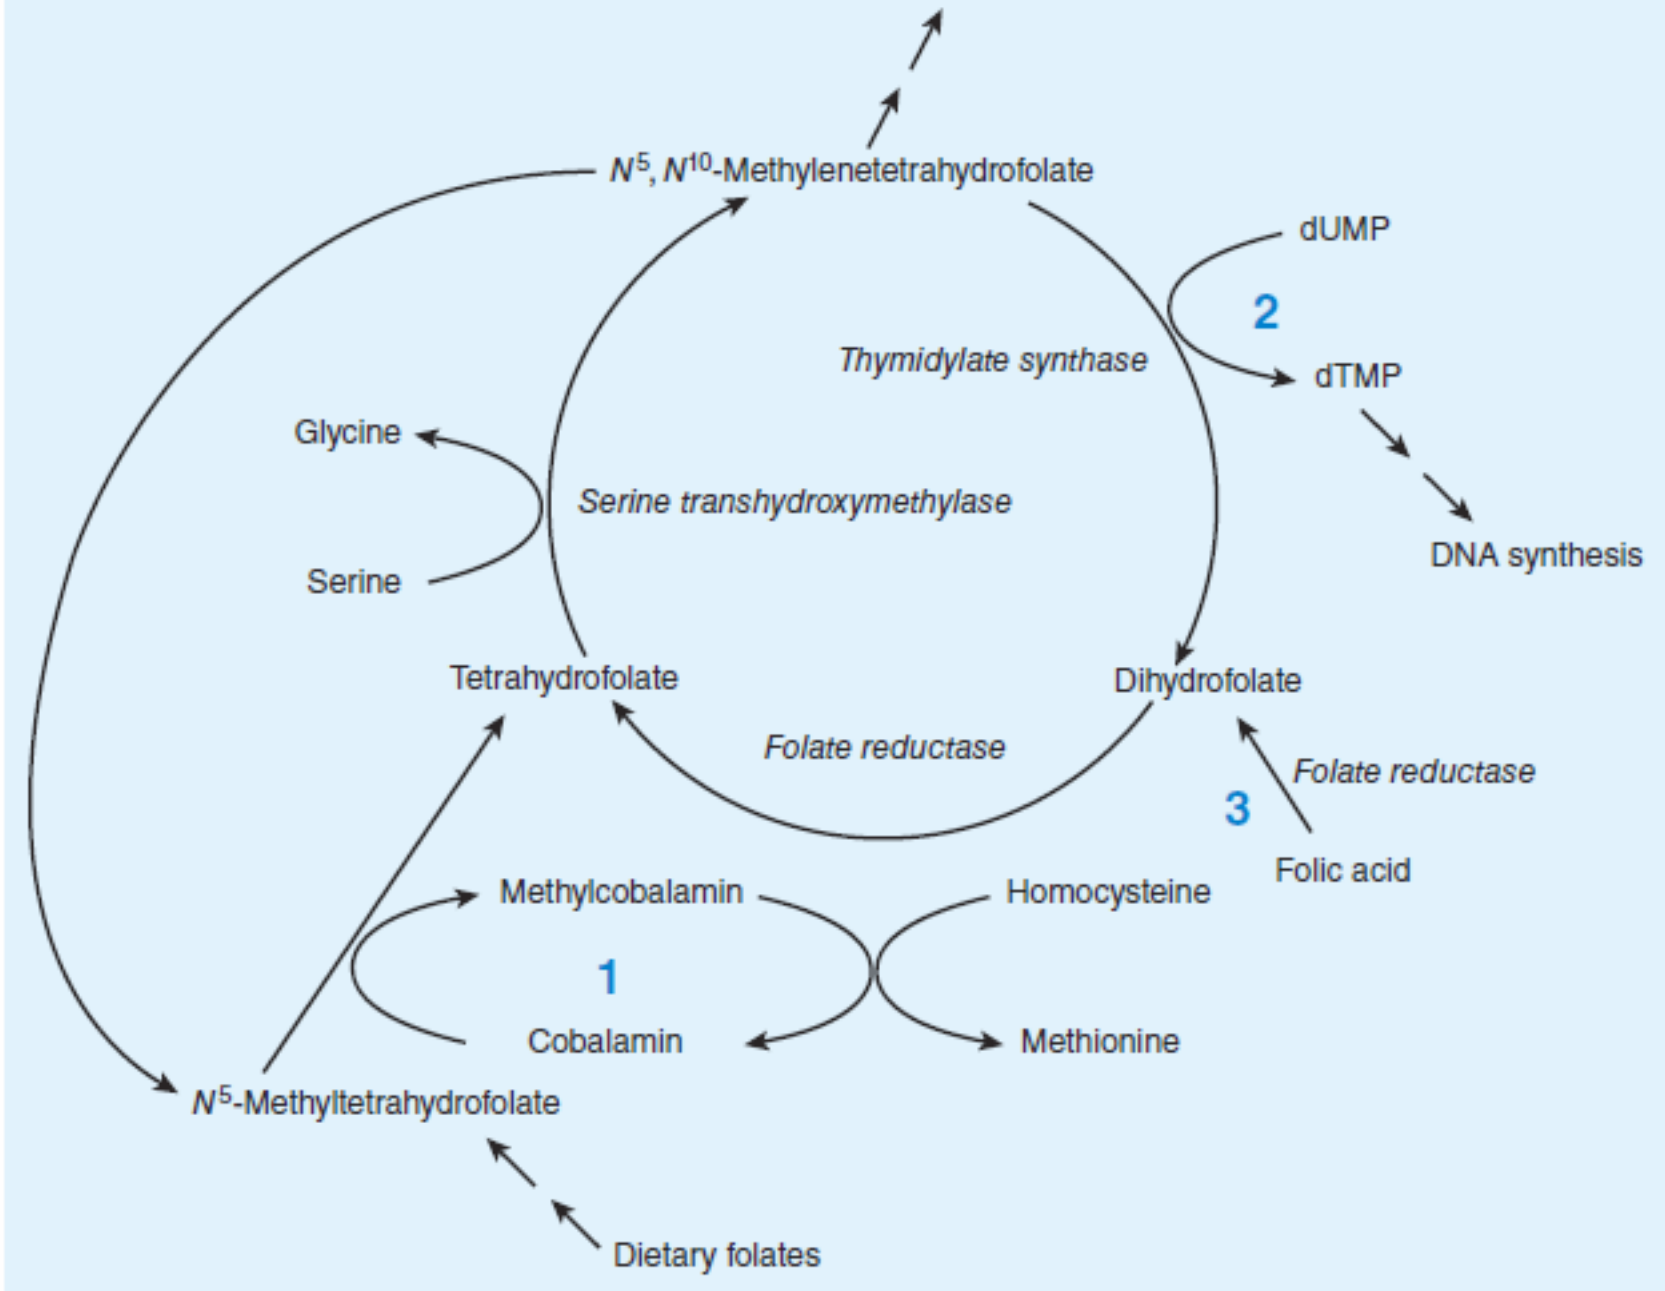 N⁵, N¹⁰-Methylenetetrahydrofolate
dUMP
2
Thymidylate synthase
dTMP
Glycine
Serine transhydroxymethylase
DNA synthesis
Serine
Tetrahydrofolate
Dihydrofolate
Folate reductase
Folate reductase
3
Folic acid
Methylcobalamin
Homocysteine
1
Cobalamin
Methionine
N⁵-Methyltetrahydrofolate
Dietary folates